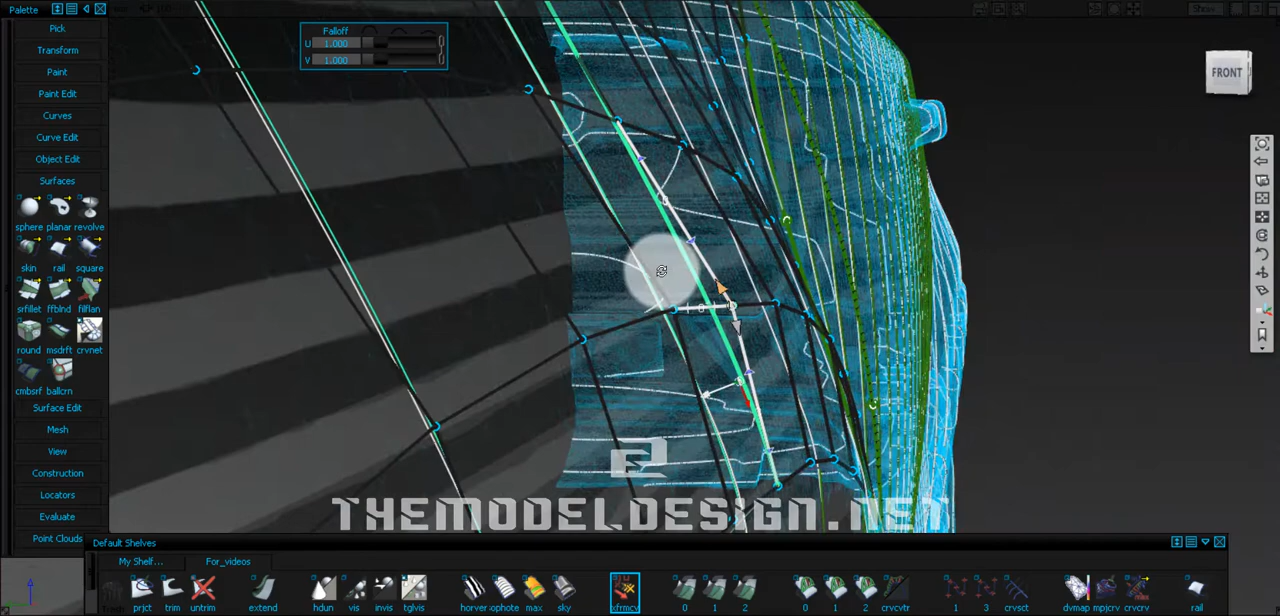 Palette
Show
Falloff
U 1.000
V 1.000
FRONT
Pick
Transform
Paint
Paint Edit
Curves
Curve Edit
Object Edit
Surfaces
sphere planar revolve
skin rail square
srfillet ffblnd filflan
round msdrft crvnet
cmbsrf ballcrn
Surface Edit
Mesh
View
Construction
Locators
Evaluate
Point Clouds
THEMODELDESIGN.NET
Default Shelves
My Shelf... For_videos
prjct trim untrim extend hdun vis invis tglvis horver xphote max sky xfrmcv 0 1 2 0 1 2 crvcvtr 1 3 crvsct dvmap mpjcrv crvcrv rail